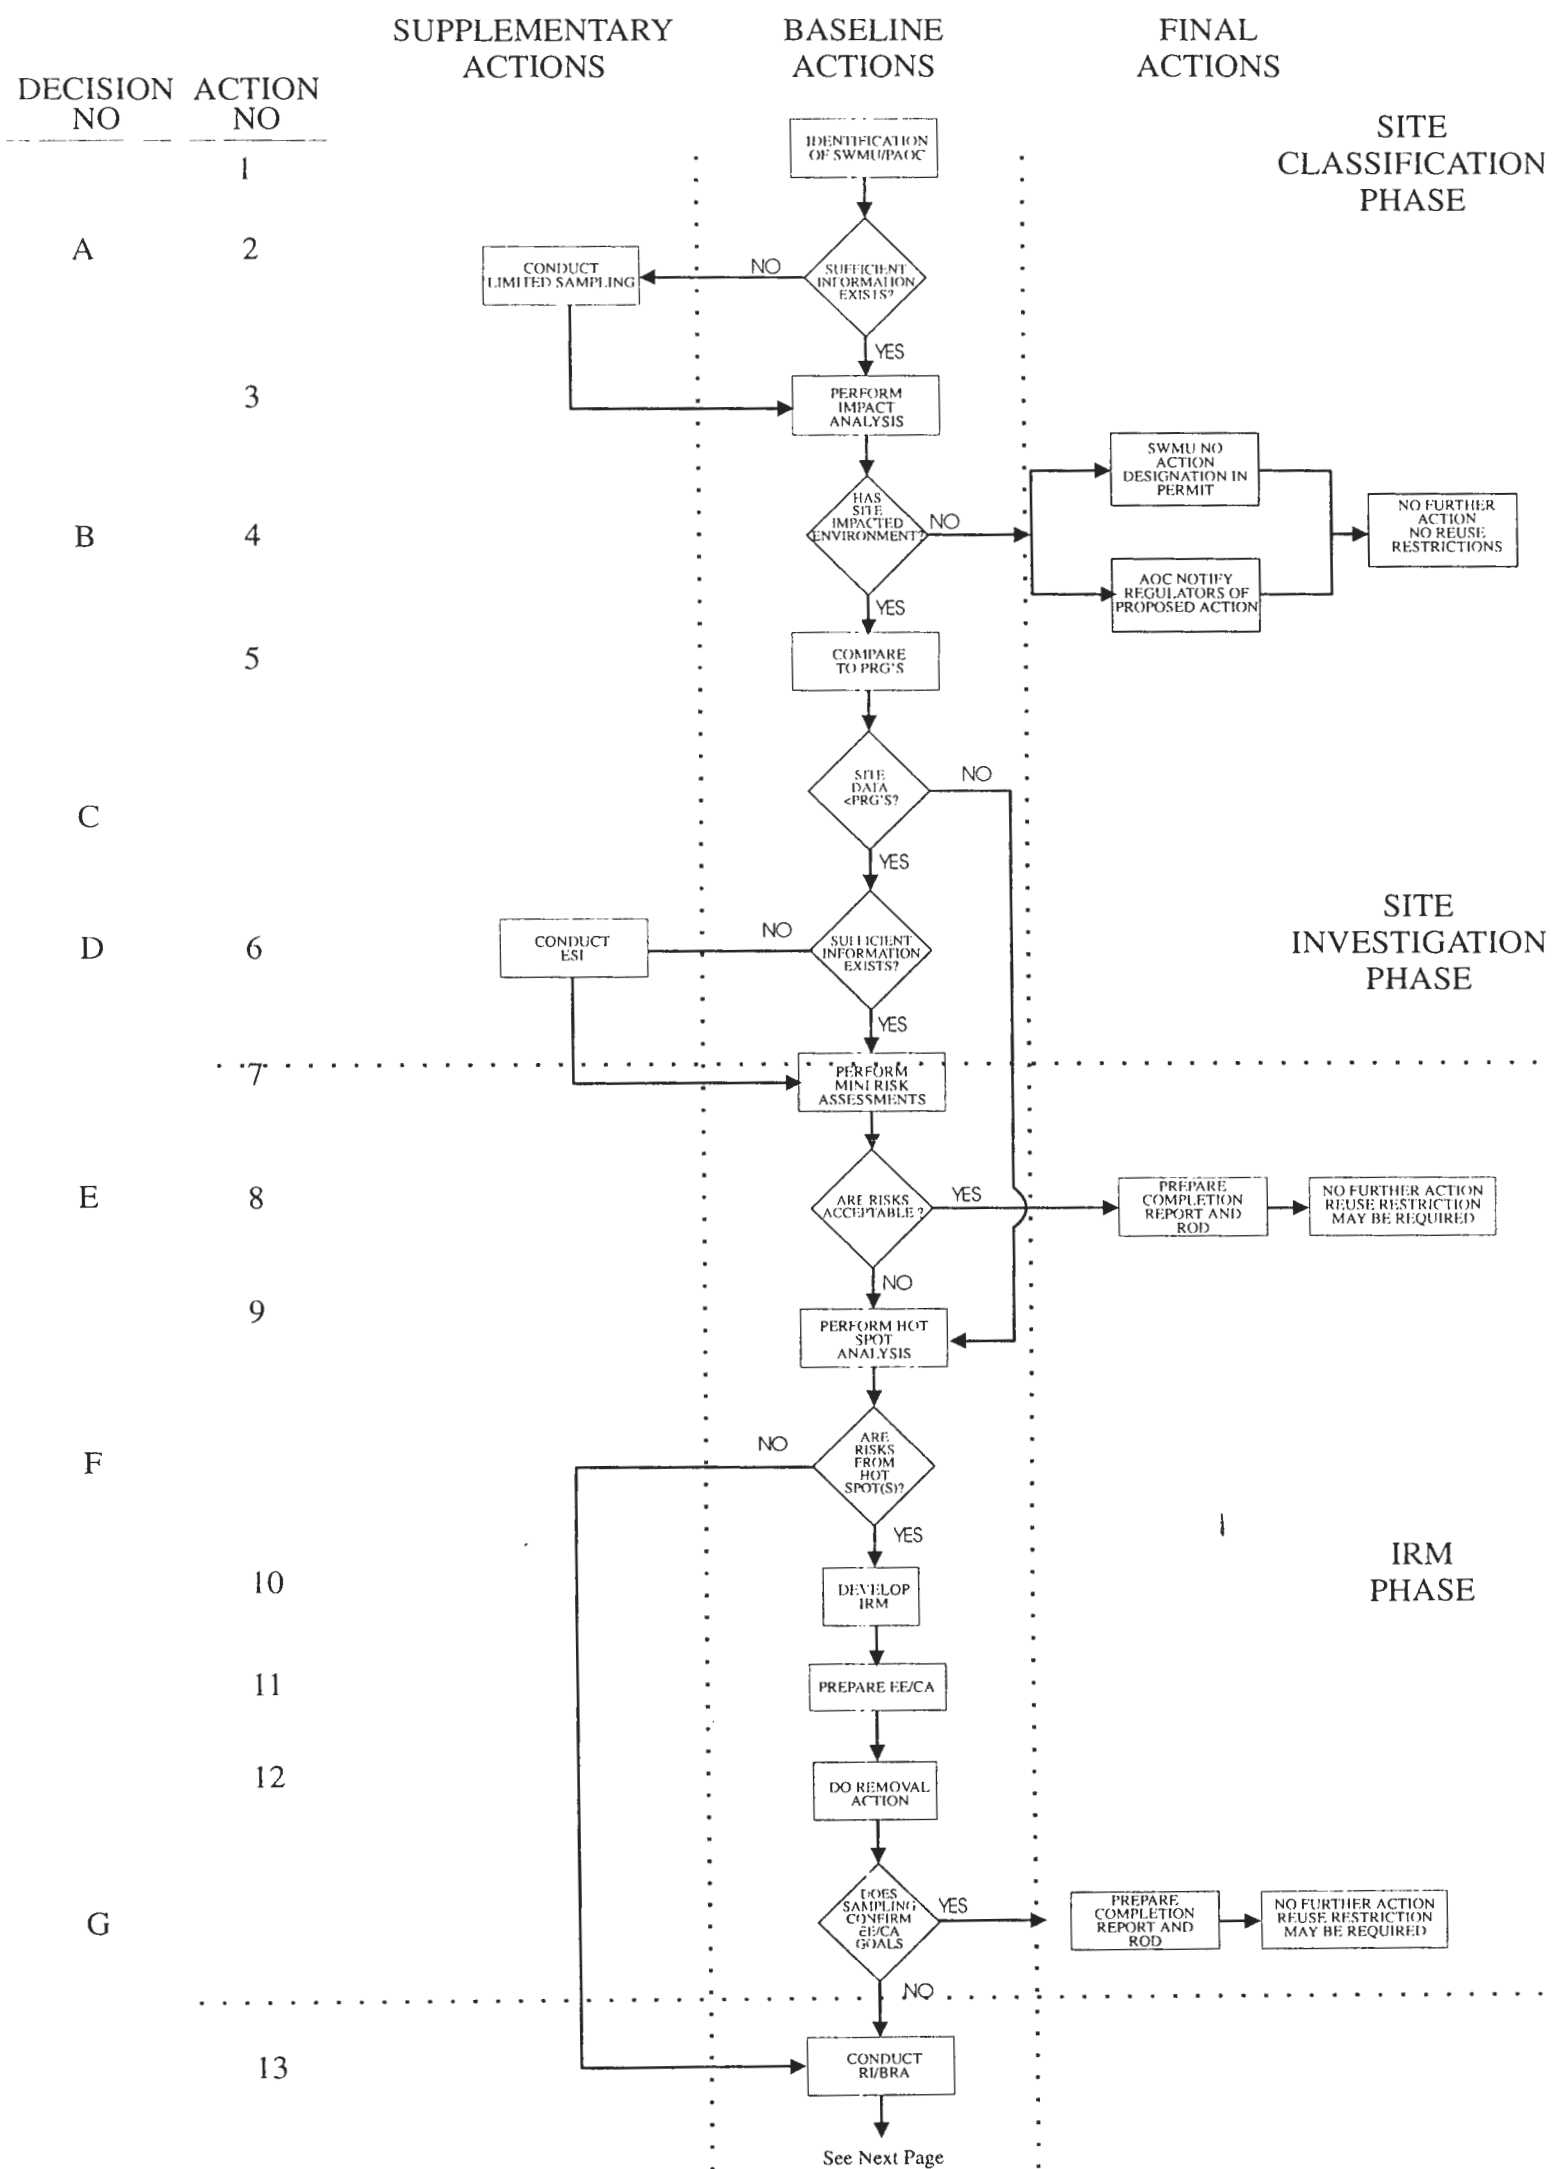 SUPPLEMENTARY
ACTIONS
BASELINE
ACTIONS
FINAL
ACTIONS
DECISION
NO
ACTION
NO
SITE
CLASSIFICATION
PHASE
1
IDENTIFICATION
OF SWMU/PAOC
A
2
CONDUCT
LIMITED SAMPLING
NO
SUFFICIENT
INFORMATION
EXISTS?
YES
3
PERFORM
IMPACT
ANALYSIS
B
4
HAS
SITE
IMPACTED
ENVIRONMENT?
NO
SWMU NO
ACTION
DESIGNATION IN
PERMIT
AOC NOTIFY
REGULATORS OF
PROPOSED ACTION
NO FURTHER
ACTION
NO REUSE
RESTRICTIONS
YES
5
COMPARE
TO PRG'S
C
SITE
DATA
<PRG'S?
NO
YES
SITE
INVESTIGATION
PHASE
D
6
CONDUCT
ESI
NO
SUFFICIENT
INFORMATION
EXISTS?
YES
7
PERFORM
MINI RISK
ASSESSMENTS
E
8
ARE RISKS
ACCEPTABLE?
YES
PREPARE
COMPLETION
REPORT AND
ROD
NO FURTHER ACTION
REUSE RESTRICTION
MAY BE REQUIRED
NO
9
PERFORM HOT
SPOT
ANALYSIS
F
NO
ARE
RISKS
FROM
HOT
SPOT(S)?
YES
IRM
PHASE
10
DEVELOP
IRM
11
PREPARE EE/CA
12
DO REMOVAL
ACTION
G
DOES
SAMPLING
CONFIRM
EE/CA
GOALS
YES
PREPARE
COMPLETION
REPORT AND
ROD
NO FURTHER ACTION
REUSE RESTRICTION
MAY BE REQUIRED
NO
13
CONDUCT
RI/BRA
See Next Page